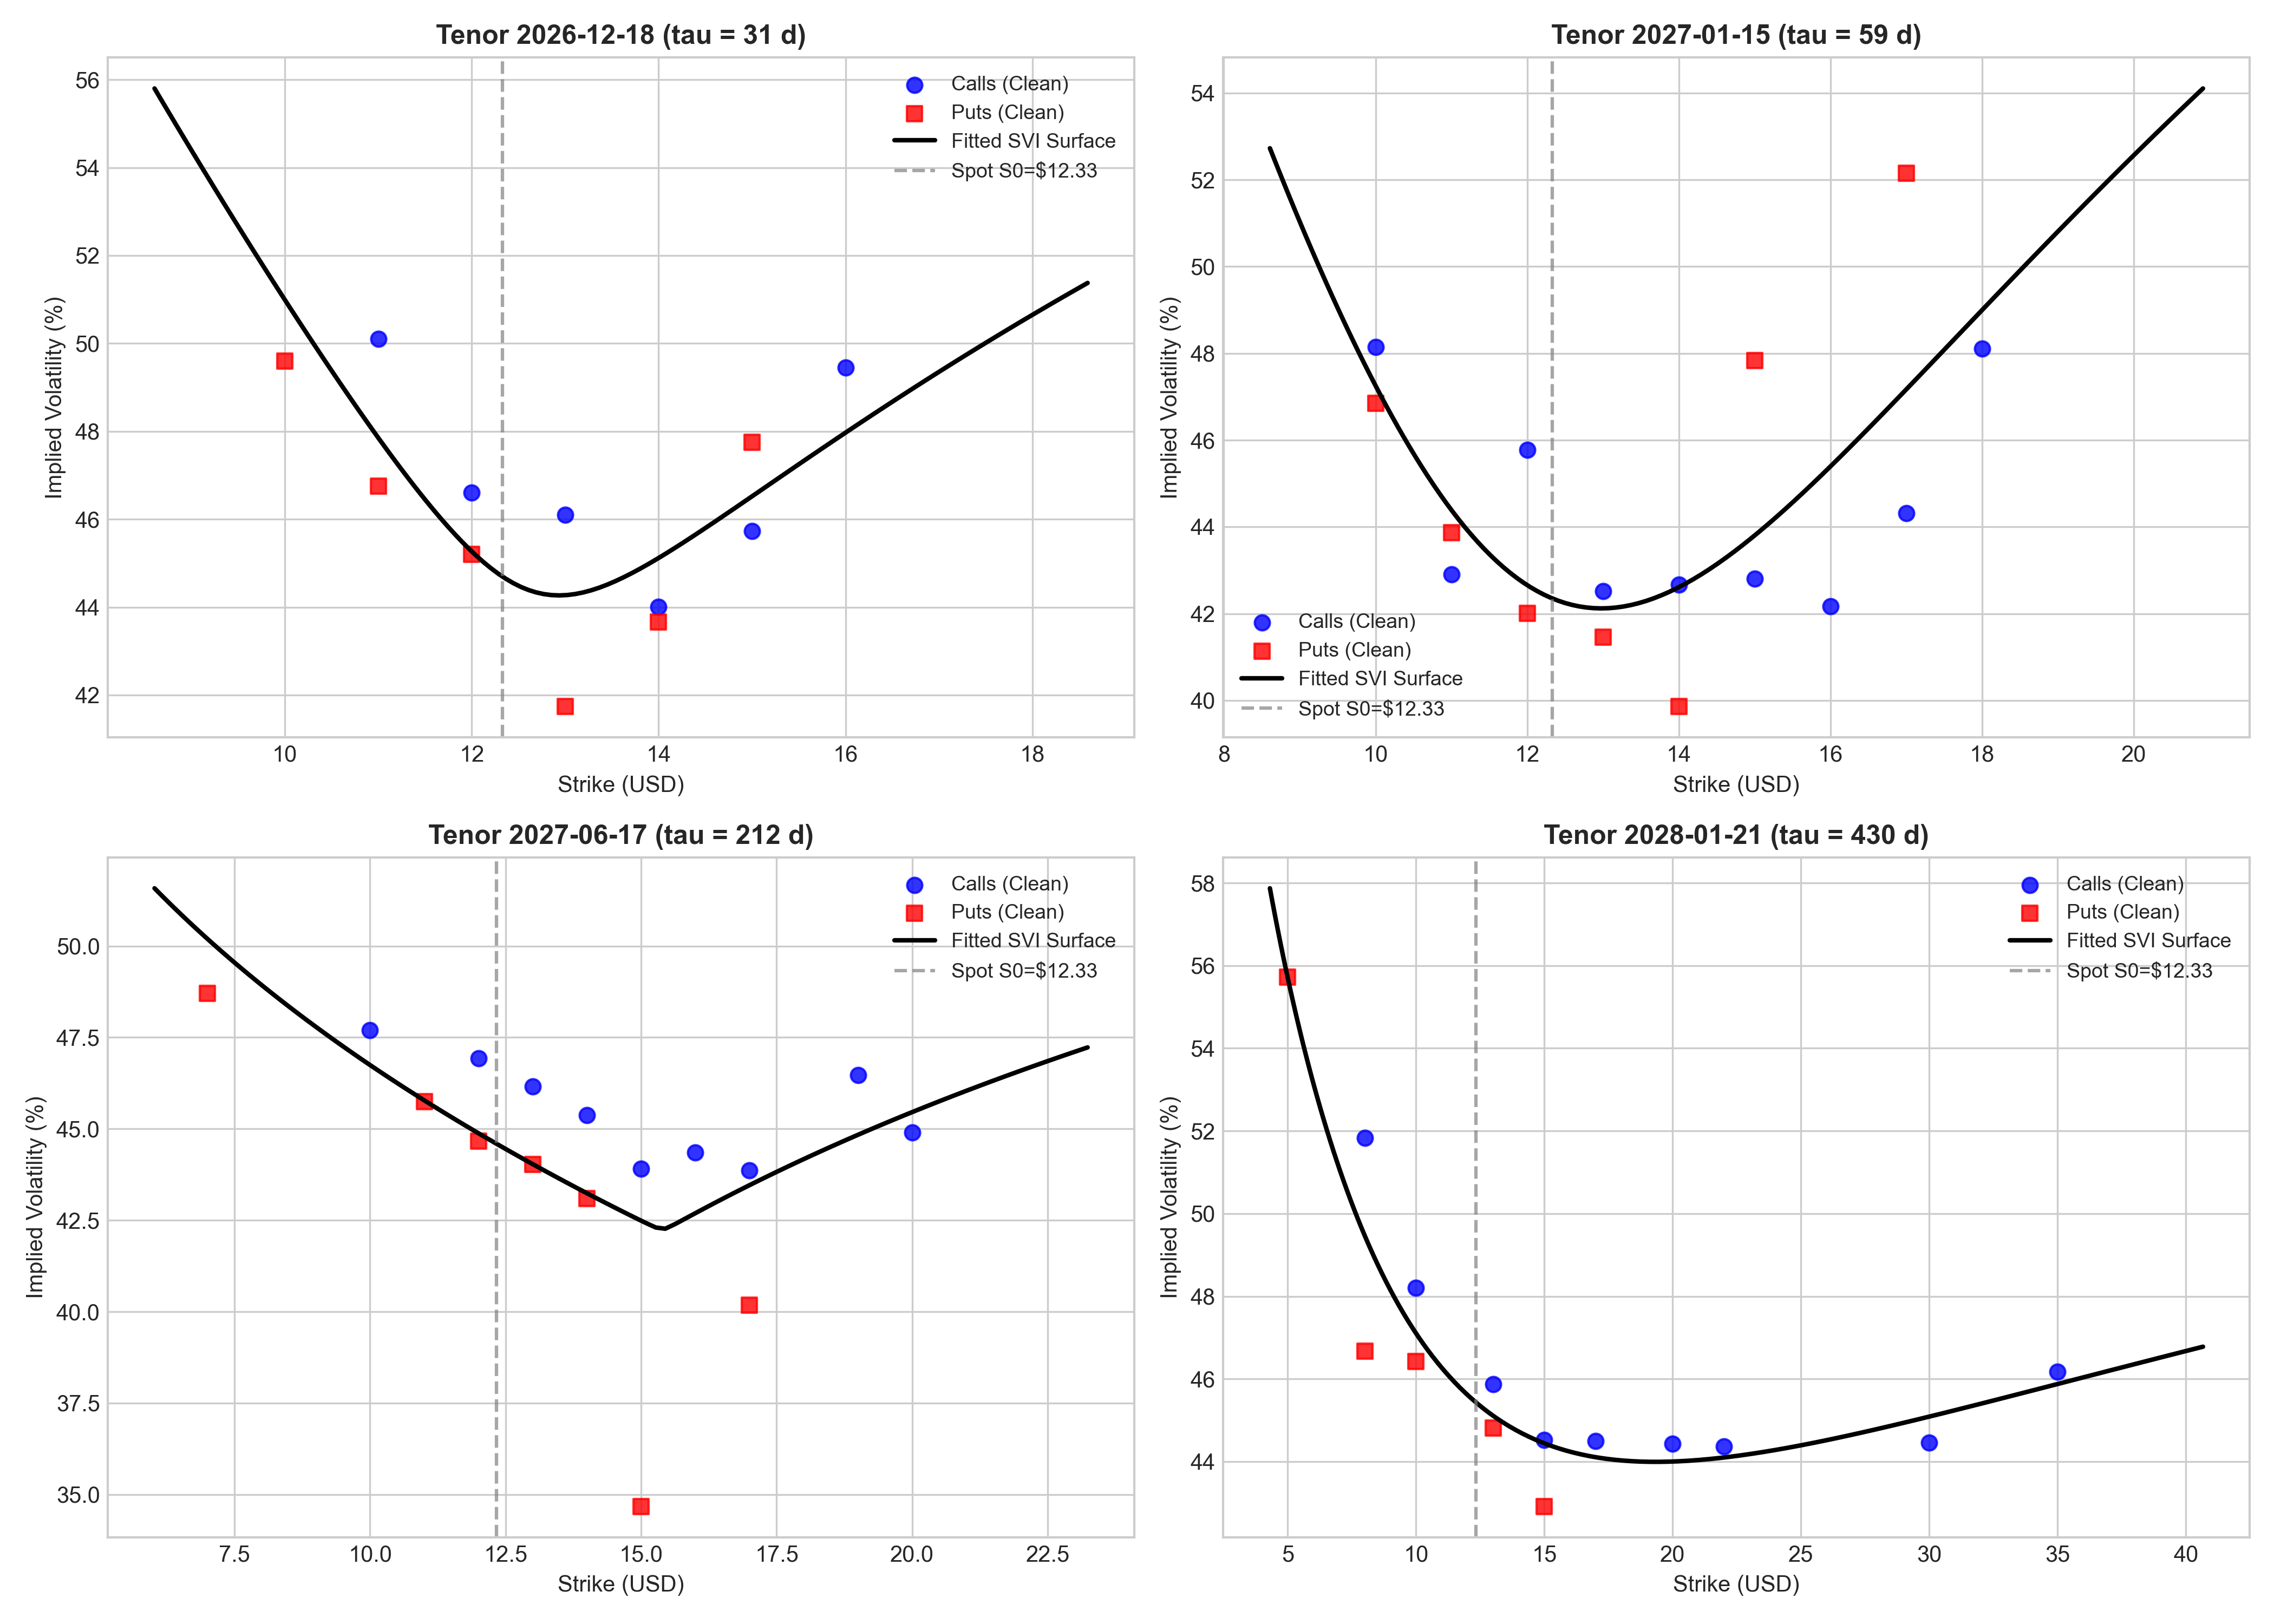 Tenor 2026-12-18 (tau = 31 d)
56
54
52
50
48
46
44
42
Implied Volatility (%)
10
12
14
16
18
Strike (USD)
Calls (Clean)
Puts (Clean)
Fitted SVI Surface
Spot S0=$12.33
Tenor 2027-01-15 (tau = 59 d)
54
52
50
48
46
44
42
40
Implied Volatility (%)
8
10
12
14
16
18
20
Strike (USD)
Calls (Clean)
Puts (Clean)
Fitted SVI Surface
Spot S0=$12.33
Tenor 2027-06-17 (tau = 212 d)
50.0
47.5
45.0
42.5
40.0
37.5
35.0
Implied Volatility (%)
7.5
10.0
12.5
15.0
17.5
20.0
22.5
Strike (USD)
Calls (Clean)
Puts (Clean)
Fitted SVI Surface
Spot S0=$12.33
Tenor 2028-01-21 (tau = 430 d)
58
56
54
52
50
48
46
44
Implied Volatility (%)
5
10
15
20
25
30
35
40
Strike (USD)
Calls (Clean)
Puts (Clean)
Fitted SVI Surface
Spot S0=$12.33